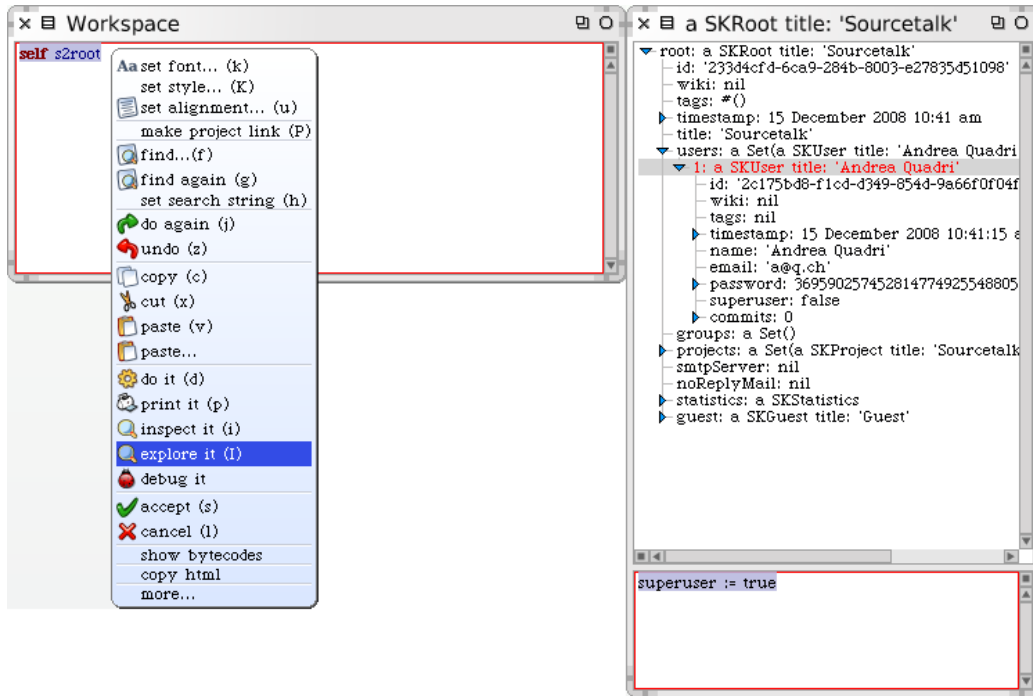 Workspace
self s2root
set font... (k)
set style... (K)
set alignment... (u)
make project link (P)
find...(f)
find again (g)
set search string (h)
do again (j)
undo (z)
copy (c)
cut (x)
paste (v)
paste...
do it (d)
print it (p)
inspect it (i)
explore it (I)
debug it
accept (s)
cancel (l)
show bytecodes
copy html
more...
a SKRoot title: 'Sourcetalk'
root: a SKRoot title: 'Sourcetalk'
id: '233d4cfd-6ca9-284b-8003-e27835d51098'
wiki: nil
tags: #()
timestamp: 15 December 2008 10:41 am
title: 'Sourcetalk'
users: a Set(a SKUser title: 'Andrea Quadri
1: a SKUser title: 'Andrea Quadri'
id: '2c175bd8-f1cd-d349-854d-9a66f0f04f
wiki: nil
tags: nil
timestamp: 15 December 2008 10:41:15 a
name: 'Andrea Quadri'
email: 'a@q.ch'
password: 369590257452814774925548805
superuser: false
commits: 0
groups: a Set()
projects: a Set(a SKProject title: 'Sourcetalk
smtpServer: nil
noReplyMail: nil
statistics: a SKStatistics
guest: a SKGuest title: 'Guest'
superuser := true